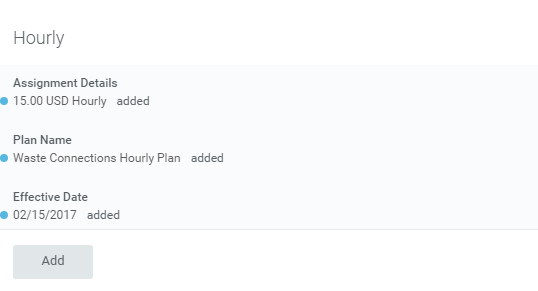 Hourly
Assignment Details
15.00 USD Hourly added
Plan Name
Waste Connections Hourly Plan added
Effective Date
02/15/2017 added
Add